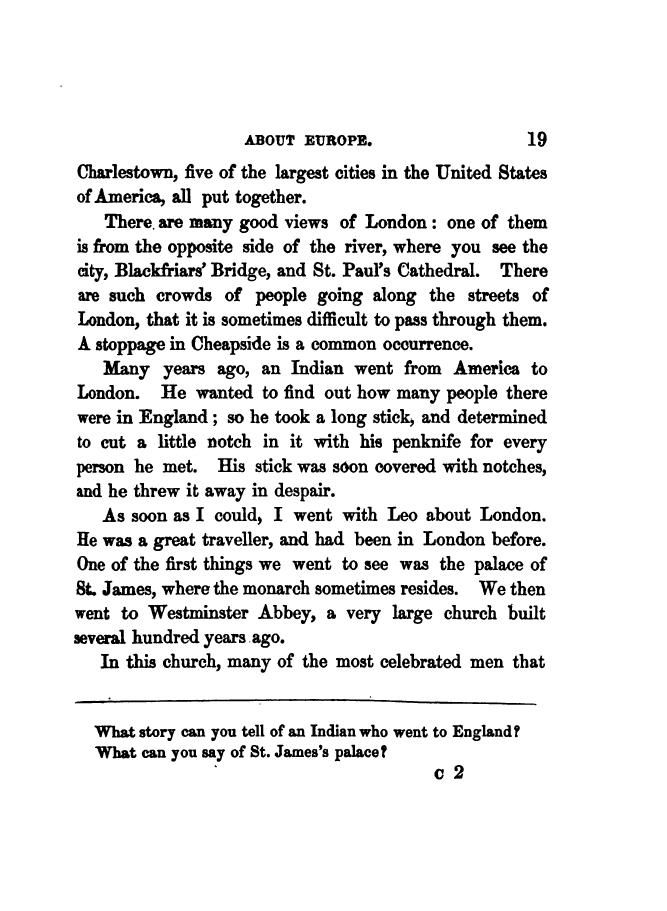 ABOUT EUROPE. 19
Charlestown, five of the largest cities in the United States
of America, all put together.
There are many good views of London : one of them
is from the opposite side of the river, where you see the
city, Blackfriars' Bridge, and St. Paul's Cathedral. There
are such crowds of people going along the streets of
London, that it is sometimes difficult to pass through them.
A stoppage in Cheapside is a common occurrence.
Many years ago, an Indian went from America to
London. He wanted to find out how many people there
were in England ; so he took a long stick, and determined
to cut a little notch in it with his penknife for every
person he met. His stick was soon covered with notches,
and he threw it away in despair.
As soon as I could, I went with Leo about London.
He was a great traveller, and had been in London before.
One of the first things we went to see was the palace of
St. James, where the monarch sometimes resides. We then
went to Westminster Abbey, a very large church built
several hundred years ago.
In this church, many of the most celebrated men that
What story can you tell of an Indian who went to England?
What can you say of St. James's palace?
C 2